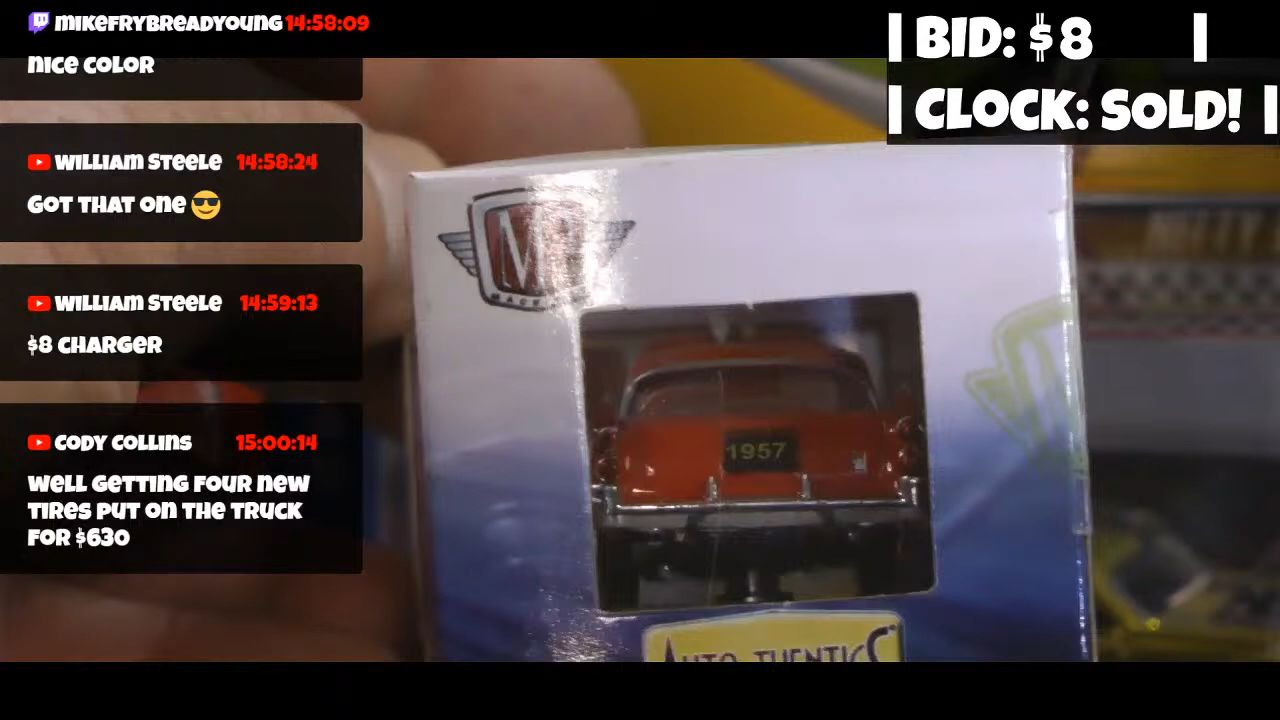 mikefrybreadyoung 14:58:09
nice color
William Steele 14:58:24
Got that one 😎
William Steele 14:59:13
$8 charger
Cody Collins 15:00:14
Well getting four new
tires put on the truck
for $630
| BID: $8 |
| CLOCK: SOLD! |
1957
AUTO-THENTICS